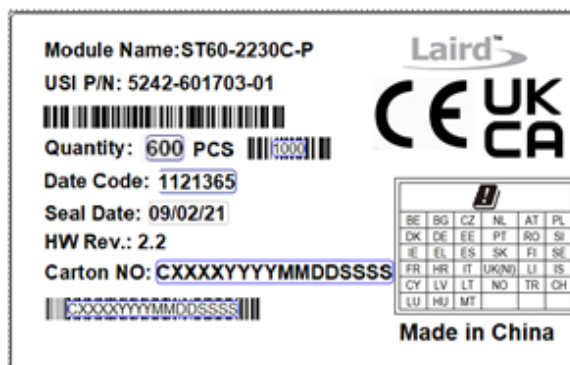 Module Name:ST60-2230C-P
Laird
USI P/N: 5242-601703-01
CE UK CA
Quantity: 600 PCS 1000
Date Code: 1121365
Seal Date: 09/02/21
HW Rev.: 2.2
Carton NO: CXXXXYYYYMMDDSSSS
CXXXXYYYYMMDDSSSS
BE BG CZ NL AT PL
DK DE EE PT RO SI
IE EL ES SK FI SE
FR HR IT UK(NI) LI IS
CY LV LT NO TR CH
LU HU MT
Made in China